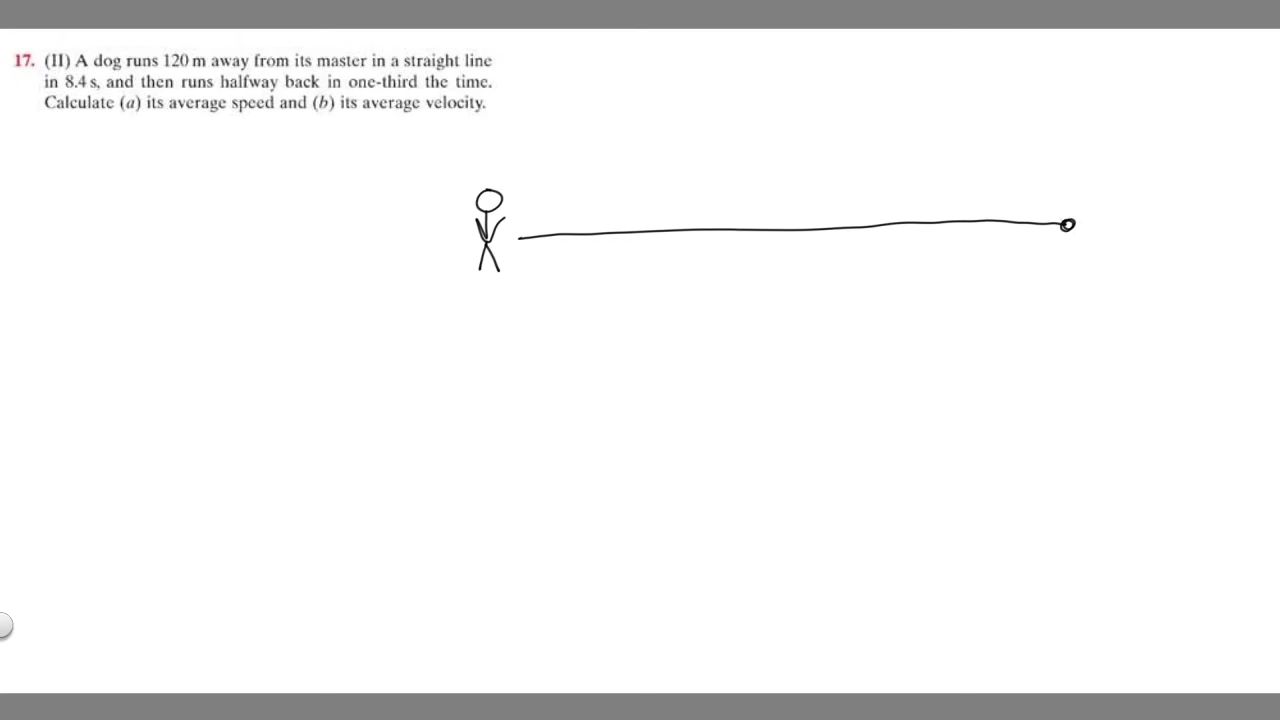 17. (II) A dog runs 120 m away from its master in a straight line
in 8.4 s, and then runs halfway back in one-third the time.
Calculate (a) its average speed and (b) its average velocity.